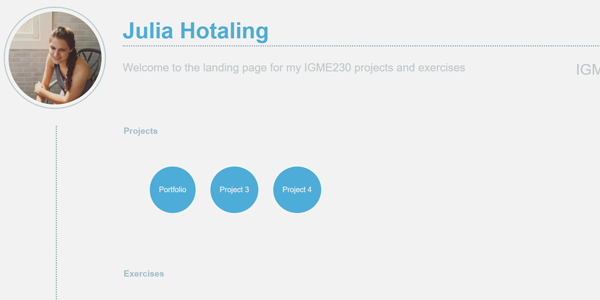 Julia Hotaling
Welcome to the landing page for my IGME230 projects and exercises
IGM
Projects
Portfolio
Project 3
Project 4
Exercises